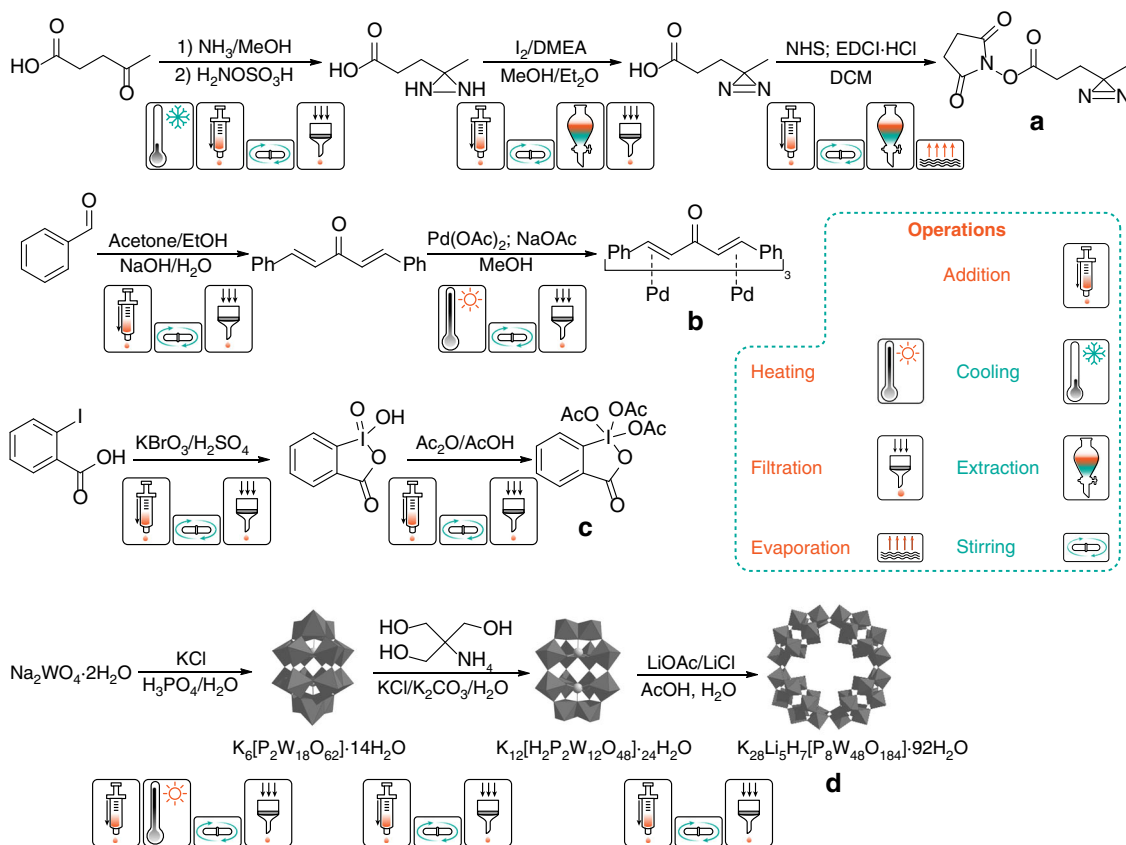 HO
O
O
1) NH₃/MeOH
2) H₂NOSO₃H
HO
O
HN
NH
I₂/DMEA
MeOH/Et₂O
HO
O
N
N
NHS; EDCI·HCl
DCM
O
N
O
O
O
N
N
a
O
Acetone/EtOH
NaOH/H₂O
O
Ph
Ph
Pd(OAc)₂; NaOAc
MeOH
O
Ph
Ph
3
Pd
Pd
b
Operations
Addition
Heating
Cooling
Filtration
Extraction
Evaporation
Stirring
I
OH
O
KBrO₃/H₂SO₄
O
OH
I
O
O
Ac₂O/AcOH
AcO
OAc
OAc
I
O
O
c
Na₂WO₄·2H₂O
KCl
H₃PO₄/H₂O
HO
OH
HO
NH₄
KCl/K₂CO₃/H₂O
LiOAc/LiCl
AcOH, H₂O
K₆[P₂W₁₈O₆₂]·14H₂O
K₁₂[H₂P₂W₁₂O₄₈]·₂₄H₂O
K₂₈Li₅H₇[P₈W₄₈O₁₈₄]·92H₂O
d